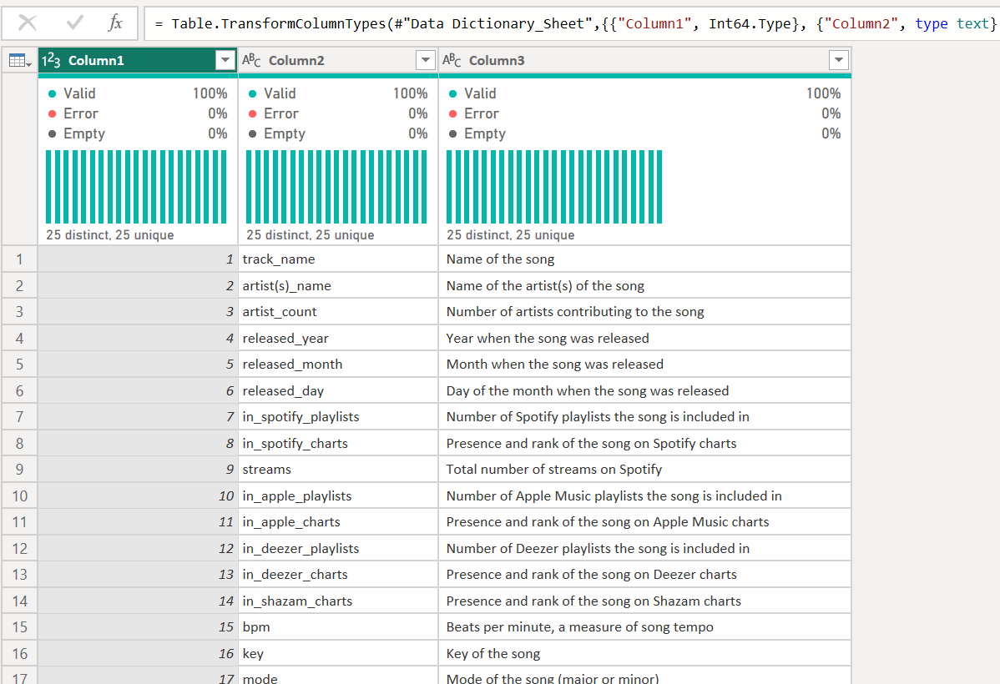 fx = Table.TransformColumnTypes(#"Data Dictionary_Sheet",{{"Column1", Int64.Type}, {"Column2", type text}
123 Column1 ABC Column2 ABC Column3
Valid 100% Valid 100% Valid 100%
Error 0% Error 0% Error 0%
Empty 0% Empty 0% Empty 0%
25 distinct, 25 unique 25 distinct, 25 unique 25 distinct, 25 unique
1 1 track_name Name of the song
2 2 artist(s)_name Name of the artist(s) of the song
3 3 artist_count Number of artists contributing to the song
4 4 released_year Year when the song was released
5 5 released_month Month when the song was released
6 6 released_day Day of the month when the song was released
7 7 in_spotify_playlists Number of Spotify playlists the song is included in
8 8 in_spotify_charts Presence and rank of the song on Spotify charts
9 9 streams Total number of streams on Spotify
10 10 in_apple_playlists Number of Apple Music playlists the song is included in
11 11 in_apple_charts Presence and rank of the song on Apple Music charts
12 12 in_deezer_playlists Number of Deezer playlists the song is included in
13 13 in_deezer_charts Presence and rank of the song on Deezer charts
14 14 in_shazam_charts Presence and rank of the song on Shazam charts
15 15 bpm Beats per minute, a measure of song tempo
16 16 key Key of the song
17 17 mode Mode of the song (major or minor)